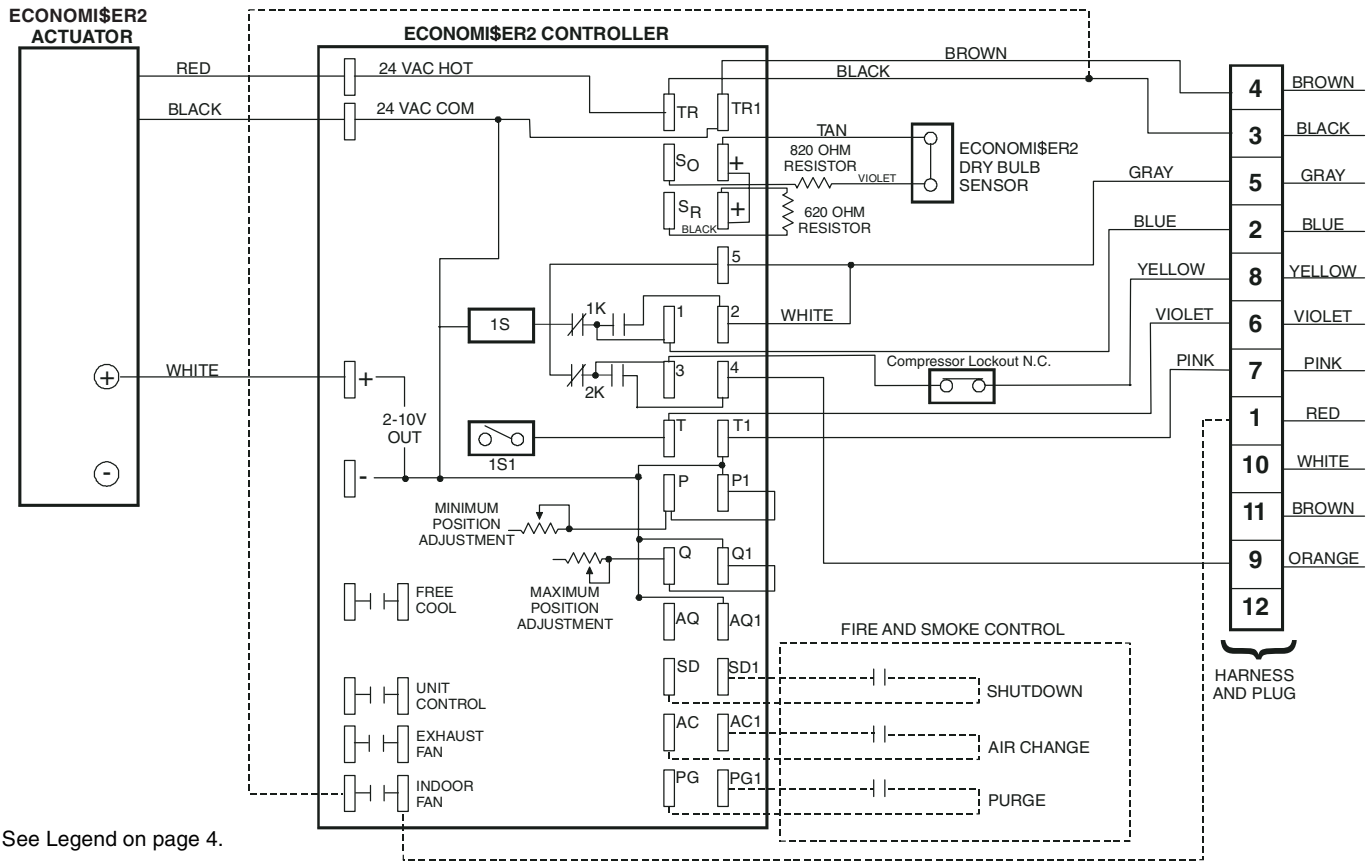 ECONOMI$ER2
ACTUATOR
ECONOMI$ER2 CONTROLLER
RED
24 VAC HOT
BLACK
24 VAC COM
TR
TR1
BROWN
BLACK
SO
+
TAN
820 OHM
RESISTOR
VIOLET
ECONOMI$ER2
DRY BULB
SENSOR
SR
+
BLACK
620 OHM
RESISTOR
GRAY
BLUE
YELLOW
VIOLET
PINK
5
1S
1K
1
2
WHITE
2K
3
4
Compressor Lockout N.C.
+
WHITE
+
2-10V
OUT
-
-
1S1
T
T1
P
P1
MINIMUM
POSITION
ADJUSTMENT
Q
Q1
MAXIMUM
POSITION
ADJUSTMENT
AQ
AQ1
FREE
COOL
UNIT
CONTROL
EXHAUST
FAN
INDOOR
FAN
FIRE AND SMOKE CONTROL
SD
SD1
SHUTDOWN
AC
AC1
AIR CHANGE
PG
PG1
PURGE
4 BROWN
3 BLACK
5 GRAY
2 BLUE
8 YELLOW
6 VIOLET
7 PINK
1 RED
10 WHITE
11 BROWN
9 ORANGE
12
HARNESS
AND PLUG
See Legend on page 4.